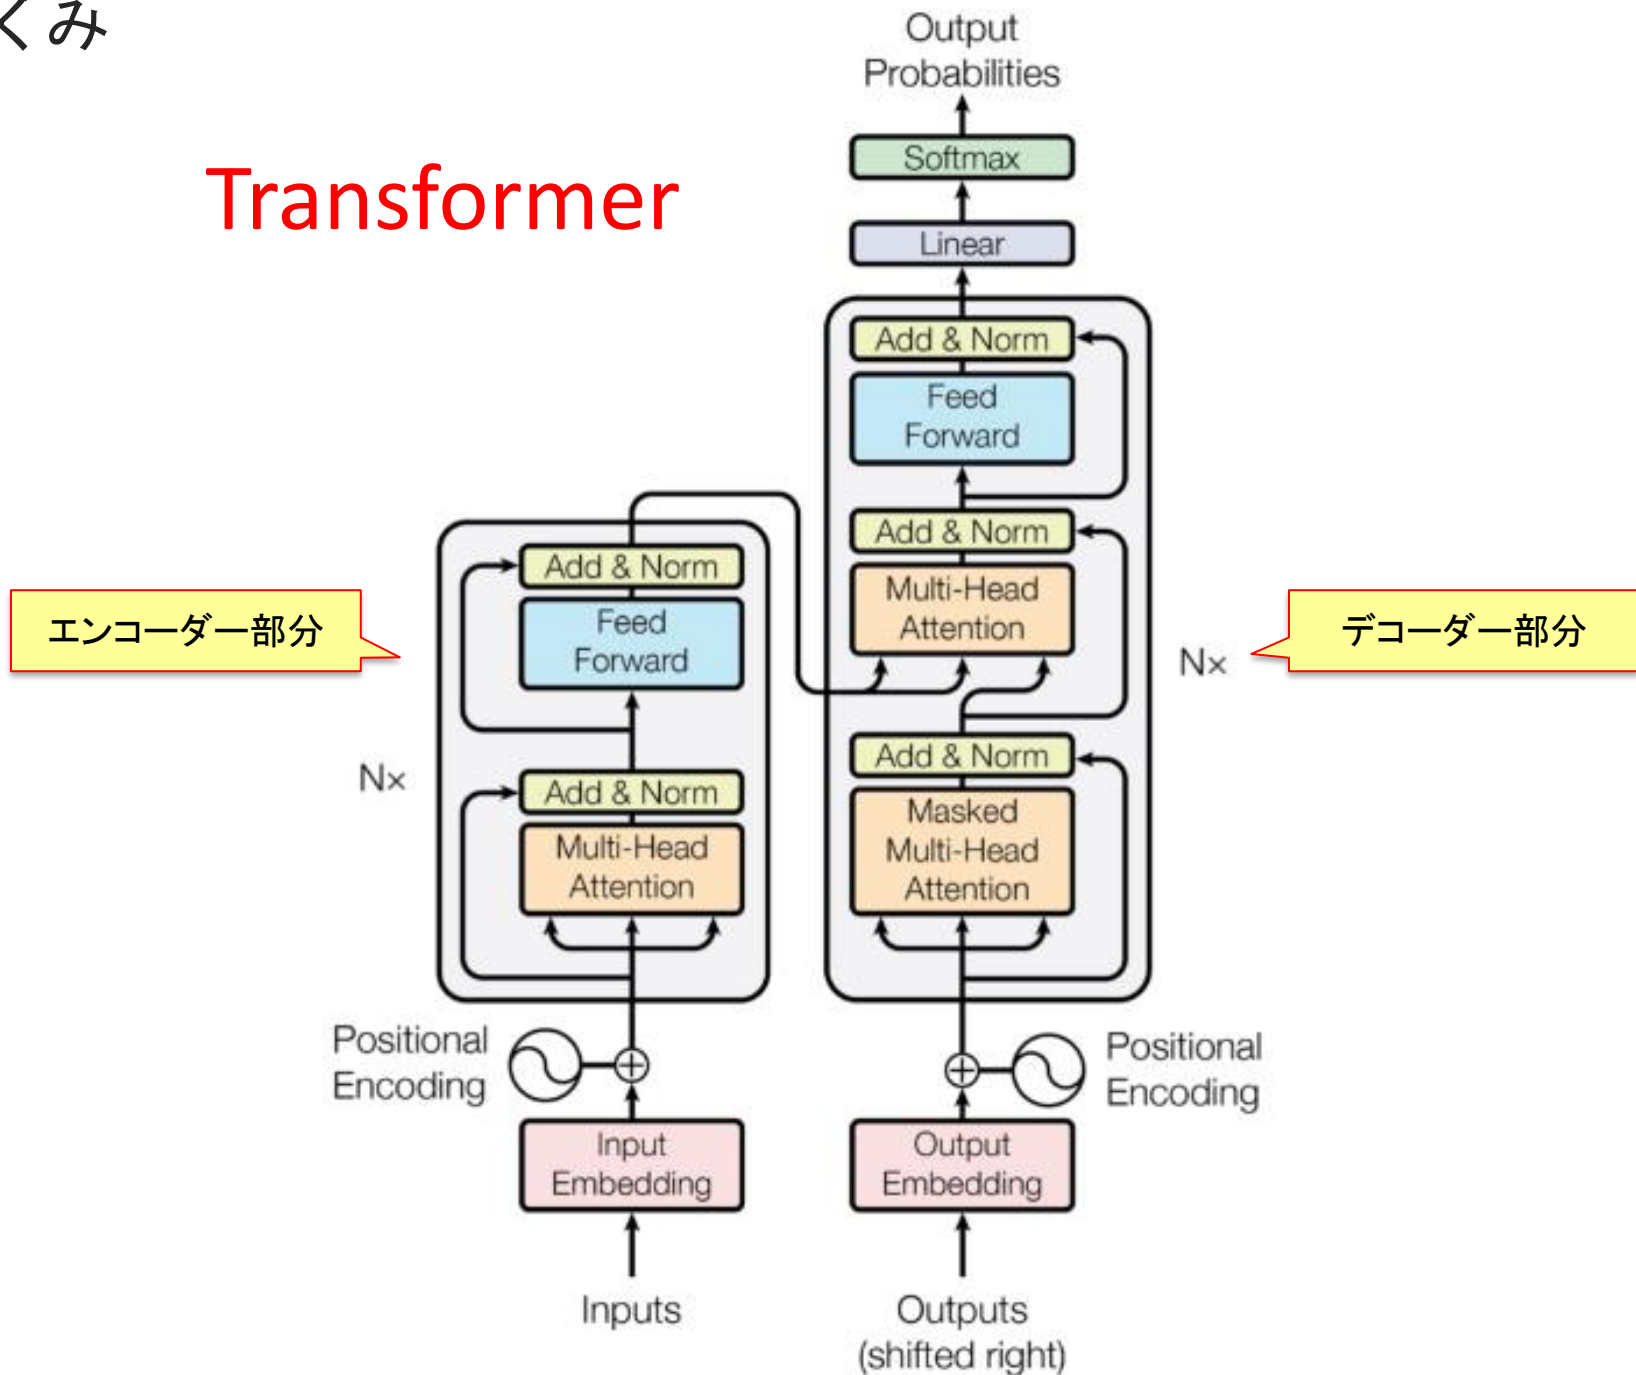 くみ
Transformer
Output
Probabilities
Softmax
Linear
Add & Norm
Feed
Forward
Add & Norm
Multi-Head
Attention
Add & Norm
Masked
Multi-Head
Attention
Nx
デコーダー部分
Positional
Encoding
Output
Embedding
Outputs
(shifted right)
エンコーダー部分
Add & Norm
Feed
Forward
Nx
Add & Norm
Multi-Head
Attention
Positional
Encoding
Input
Embedding
Inputs